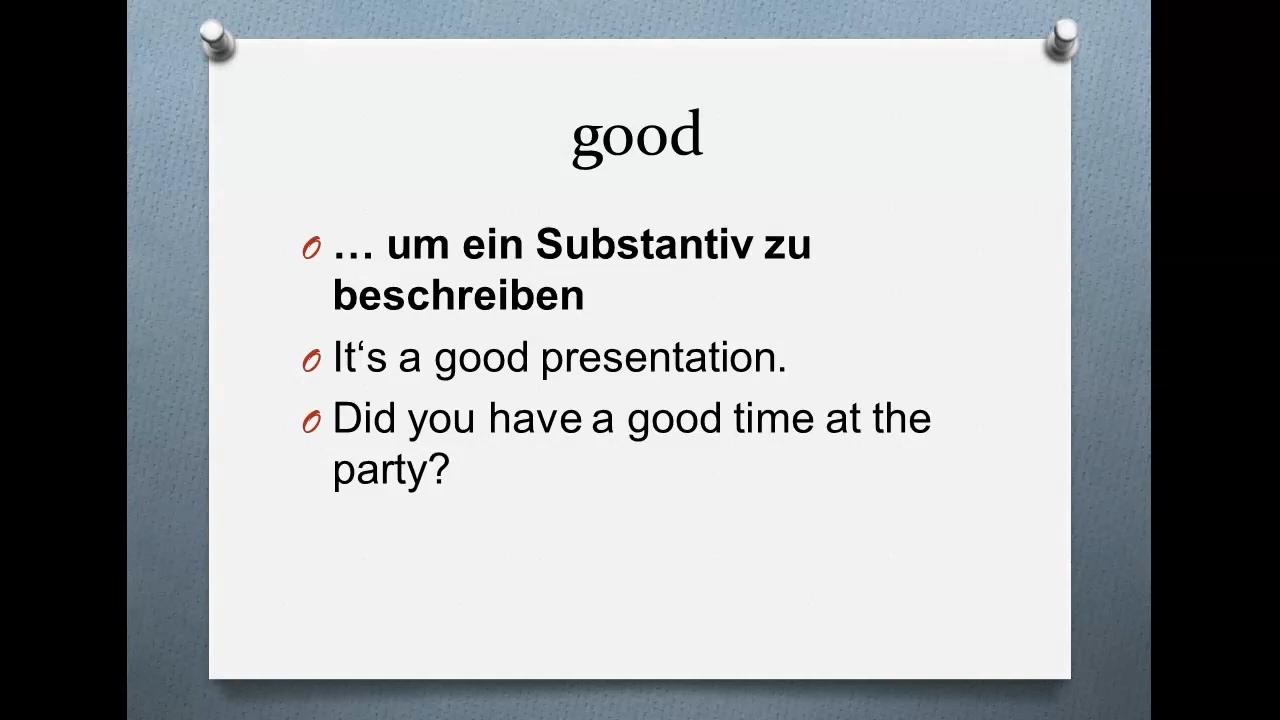 good
… um ein Substantiv zu
beschreiben
It‘s a good presentation.
Did you have a good time at the
party?